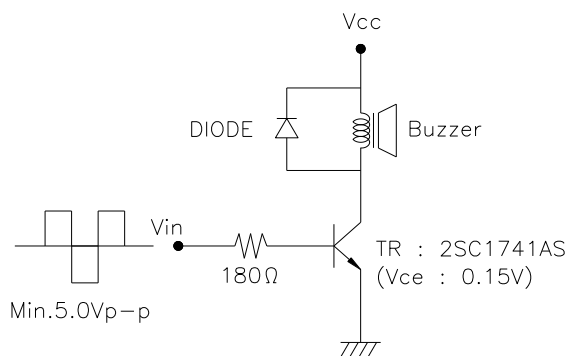 Vcc
DIODE
Buzzer
Vin
180Ω
TR : 2SC1741AS
(Vce : 0.15V)
Min.5.0Vp-p